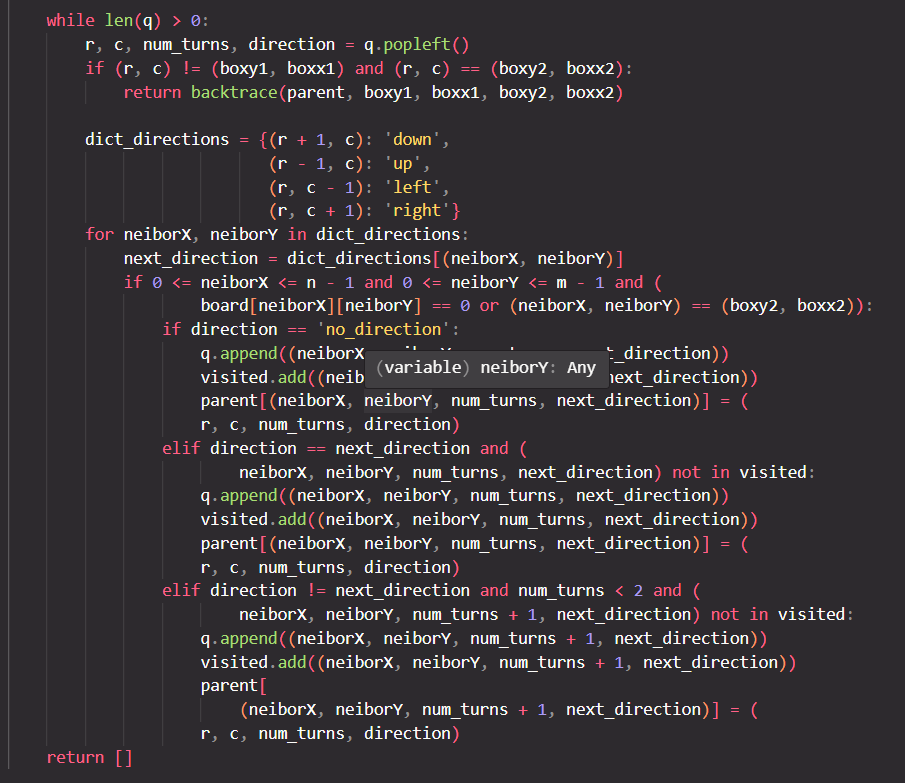 while len(q) > 0:
    r, c, num_turns, direction = q.popleft()
    if (r, c) != (boxy1, boxx1) and (r, c) == (boxy2, boxx2):
        return backtrace(parent, boxy1, boxx1, boxy2, boxx2)

    dict_directions = {(r + 1, c): 'down',
                       (r - 1, c): 'up',
                       (r, c - 1): 'left',
                       (r, c + 1): 'right'}
    for neiborX, neiborY in dict_directions:
        next_direction = dict_directions[(neiborX, neiborY)]
        if 0 <= neiborX <= n - 1 and 0 <= neiborY <= m - 1 and (
                board[neiborX][neiborY] == 0 or (neiborX, neiborY) == (boxy2, boxx2)):
            if direction == 'no_direction':
                q.append((neiborX t_direction))
                (variable) neiborY: Any
                visited.add((neib next_direction))
                parent[(neiborX, neiborY, num_turns, next_direction)] = (
                r, c, num_turns, direction)
            elif direction == next_direction and (
                    neiborX, neiborY, num_turns, next_direction) not in visited:
                q.append((neiborX, neiborY, num_turns, next_direction))
                visited.add((neiborX, neiborY, num_turns, next_direction))
                parent[(neiborX, neiborY, num_turns, next_direction)] = (
                r, c, num_turns, direction)
            elif direction != next_direction and num_turns < 2 and (
                    neiborX, neiborY, num_turns + 1, next_direction) not in visited:
                q.append((neiborX, neiborY, num_turns + 1, next_direction))
                visited.add((neiborX, neiborY, num_turns + 1, next_direction))
                parent[
                    (neiborX, neiborY, num_turns + 1, next_direction)] = (
                r, c, num_turns, direction)
return []